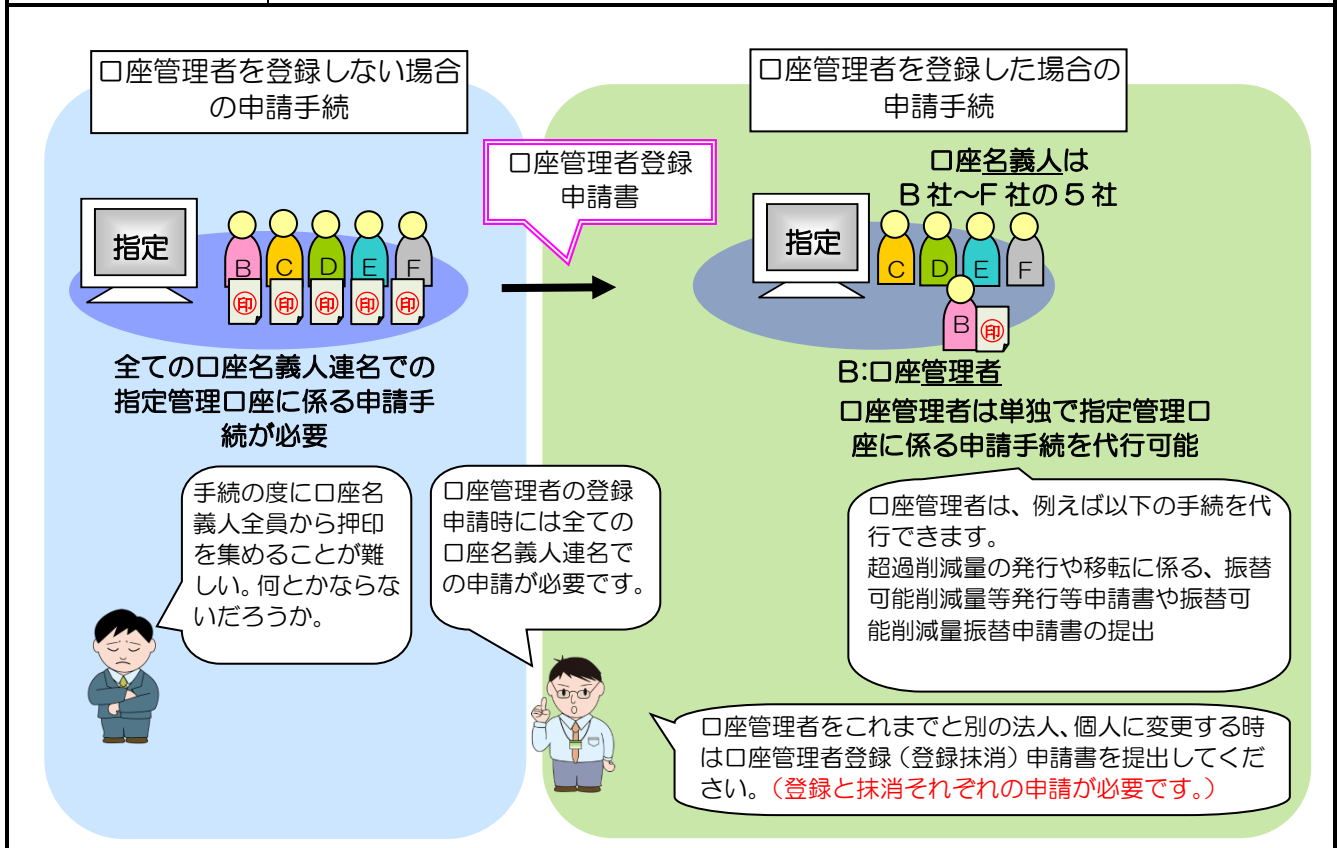 口座管理者を登録しない場合
の申請手続
指定
B
C
D
E
F
印
印
印
印
印
全ての口座名義人連名での
指定管理口座に係る申請手
続が必要
手続の度に口座名
義人全員から押印
を集めることが難
しい。何とかならな
いだろうか。
口座管理者登録
申請書
口座管理者の登録
申請時には全ての
口座名義人連名で
の申請が必要です。
口座管理者を登録した場合の
申請手続
口座名義人は
B社～F社の5社
指定
C
D
E
F
B
印
B:口座管理者
口座管理者は単独で指定管理口
座に係る申請手続を代行可能
口座管理者は、例えば以下の手続を代
行できます。
超過削減量の発行や移転に係る、振替
可能削減量等発行等申請書や振替可
能削減量振替申請書の提出
口座管理者をこれまでと別の法人、個人に変更する時
は口座管理者登録（登録抹消）申請書を提出してくだ
さい。（登録と抹消それぞれの申請が必要です。）